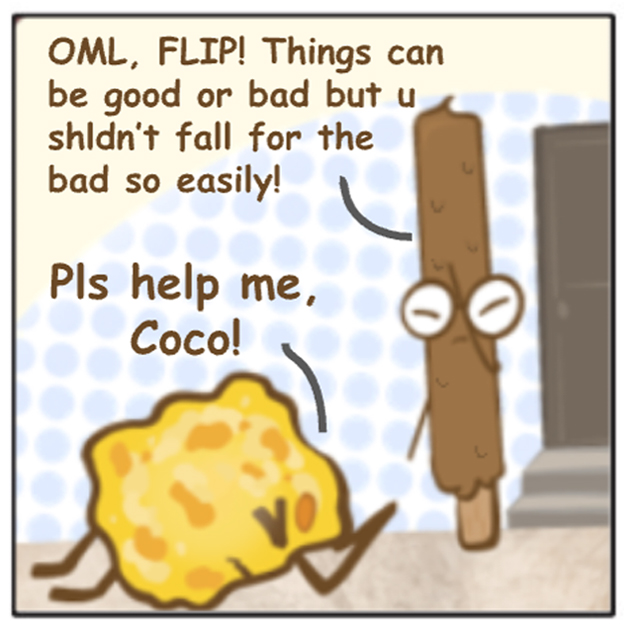 OML, FLIP! Things can
be good or bad but u
shldn't fall for the
bad so easily!
Pls help me,
Coco!